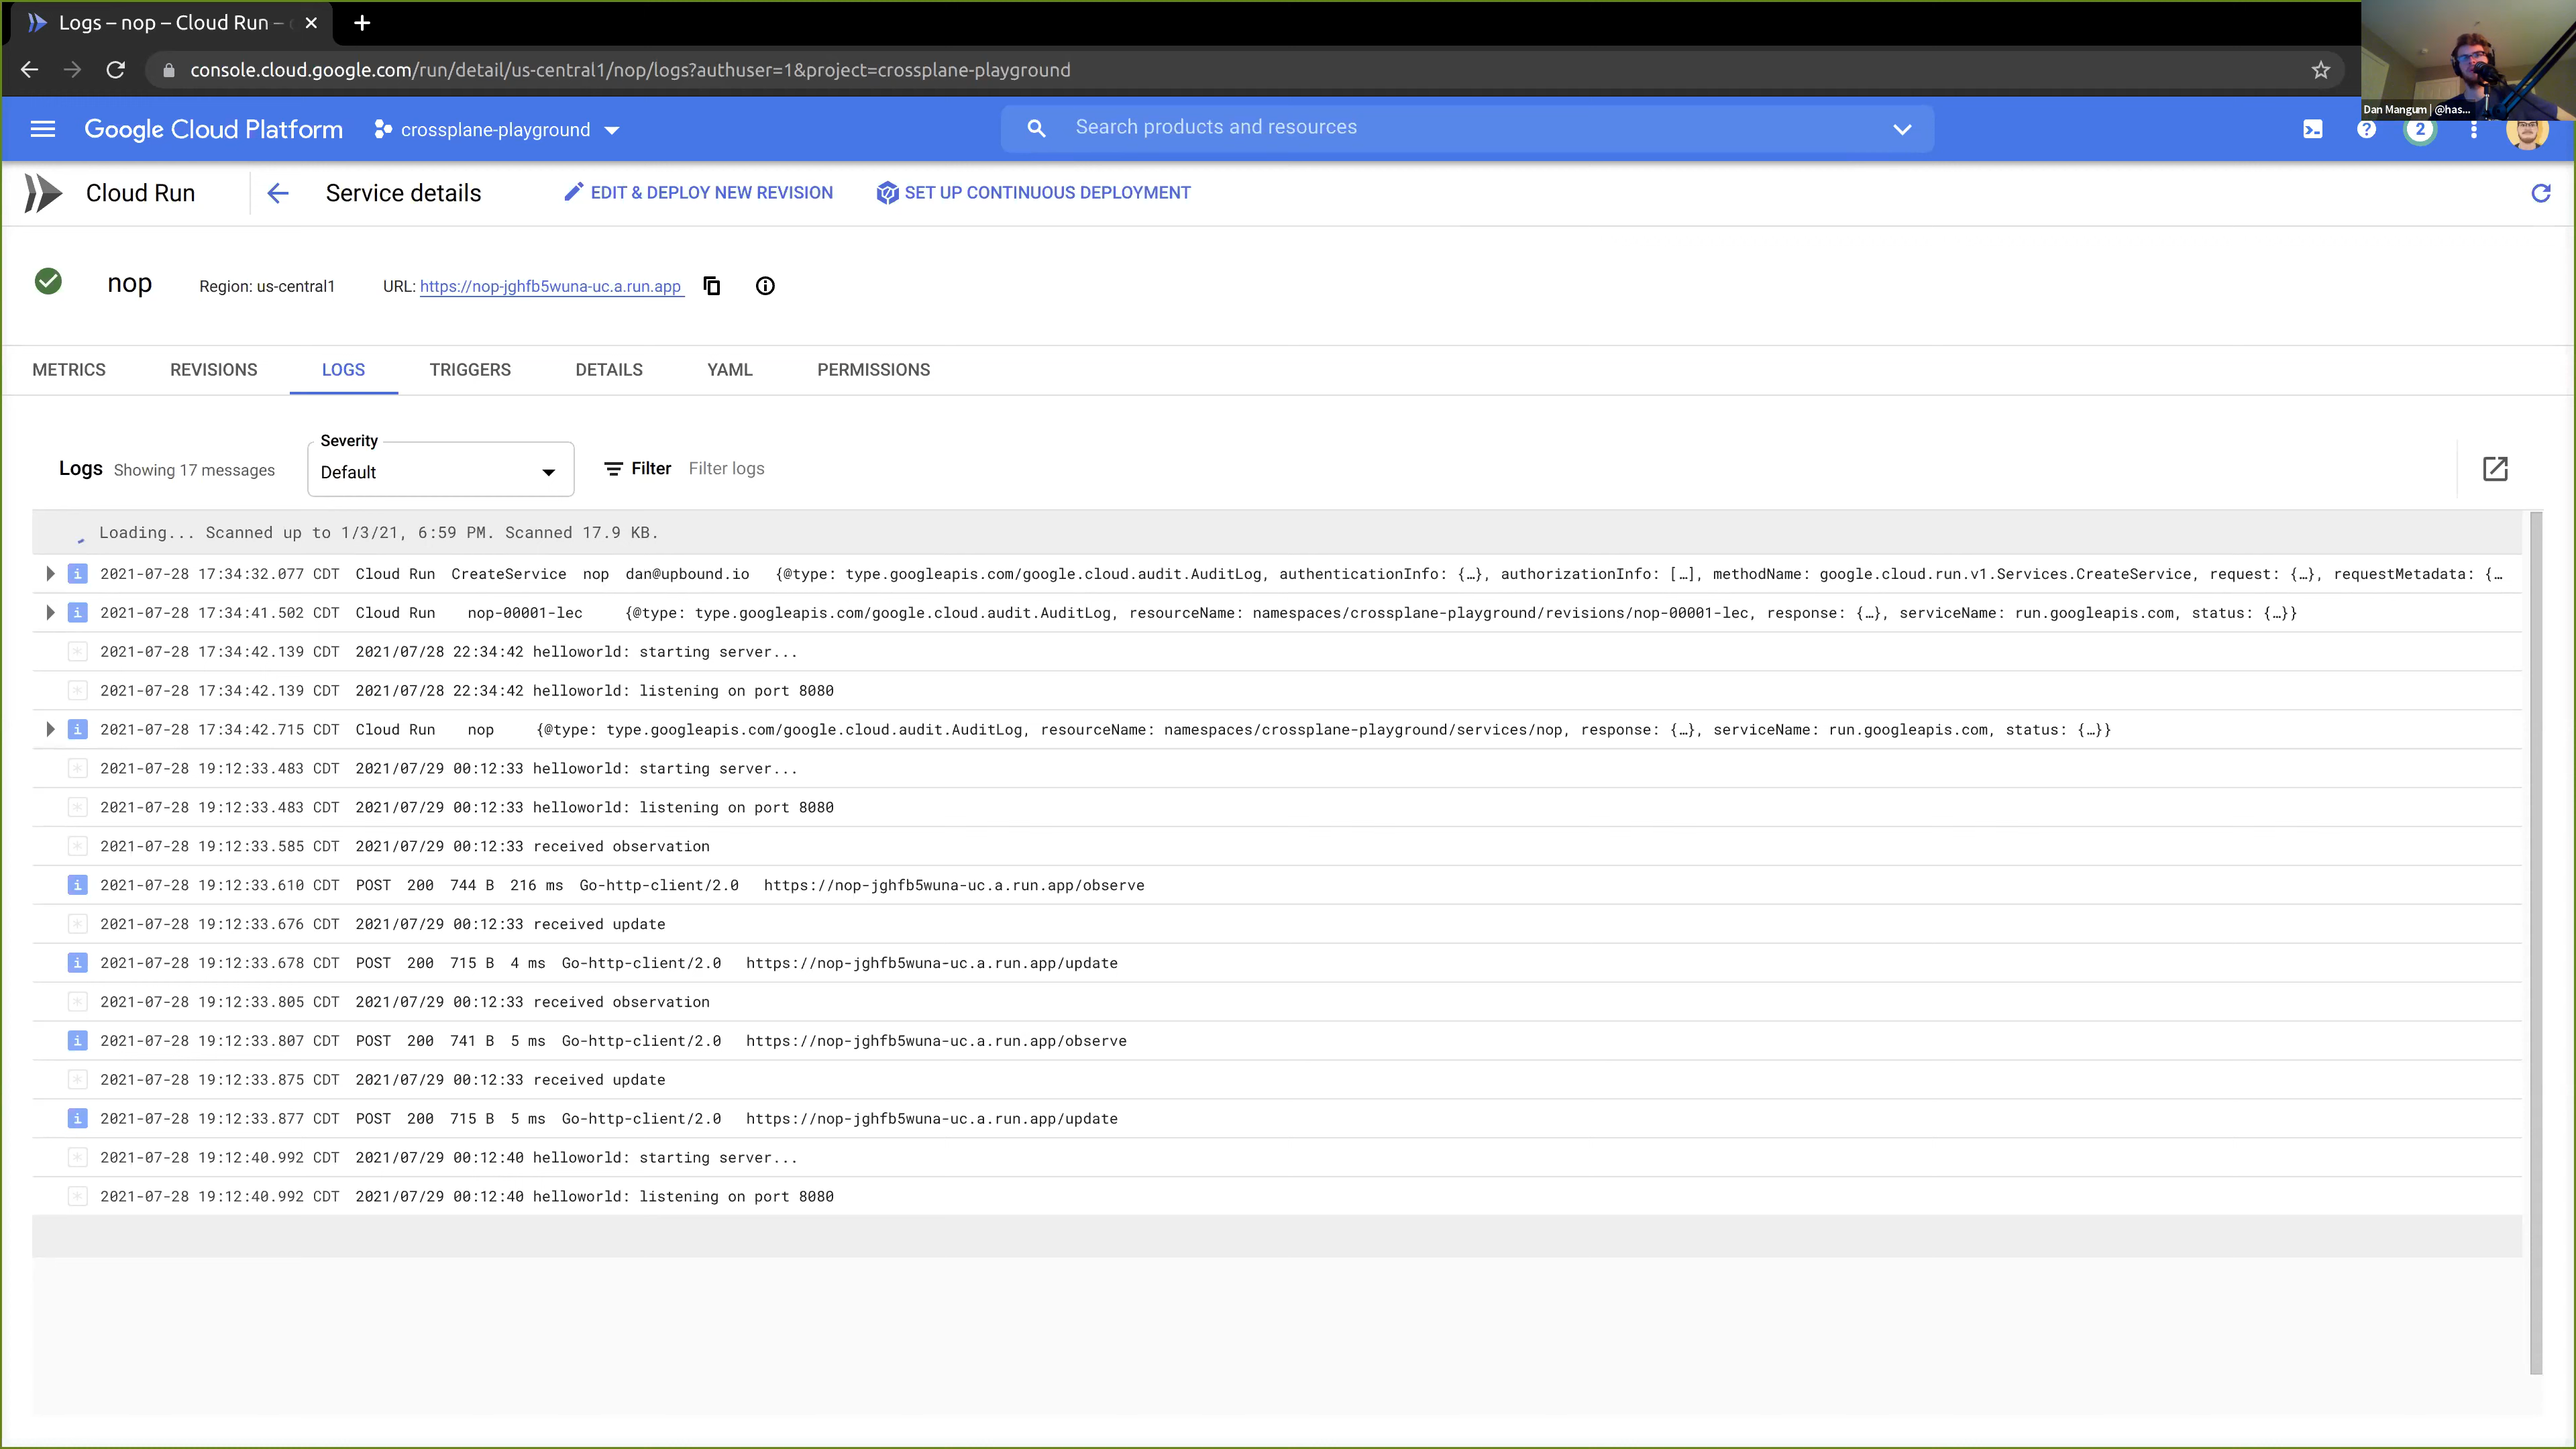 Logs – nop – Cloud Run –
console.cloud.google.com/run/detail/us-central1/nop/logs?authuser=1&project=crossplane-playground
Dan Mangum | @has...
Google Cloud Platform crossplane-playground Search products and resources 2
Cloud Run Service details EDIT & DEPLOY NEW REVISION SET UP CONTINUOUS DEPLOYMENT
nop Region: us-central1 URL: https://nop-jghfb5wuna-uc.a.run.app
METRICS REVISIONS LOGS TRIGGERS DETAILS YAML PERMISSIONS
Severity
Logs Showing 17 messages Default Filter Filter logs
Loading... Scanned up to 1/3/21, 6:59 PM. Scanned 17.9 KB.
i 2021-07-28 17:34:32.077 CDT Cloud Run CreateService nop dan@upbound.io {@type: type.googleapis.com/google.cloud.audit.AuditLog, authenticationInfo: {…}, authorizationInfo: […], methodName: google.cloud.run.v1.Services.CreateService, request: {…}, requestMetadata: {…
i 2021-07-28 17:34:41.502 CDT Cloud Run nop-00001-lec {@type: type.googleapis.com/google.cloud.audit.AuditLog, resourceName: namespaces/crossplane-playground/revisions/nop-00001-lec, response: {…}, serviceName: run.googleapis.com, status: {…}}
* 2021-07-28 17:34:42.139 CDT 2021/07/28 22:34:42 helloworld: starting server...
* 2021-07-28 17:34:42.139 CDT 2021/07/28 22:34:42 helloworld: listening on port 8080
i 2021-07-28 17:34:42.715 CDT Cloud Run nop {@type: type.googleapis.com/google.cloud.audit.AuditLog, resourceName: namespaces/crossplane-playground/services/nop, response: {…}, serviceName: run.googleapis.com, status: {…}}
* 2021-07-28 19:12:33.483 CDT 2021/07/29 00:12:33 helloworld: starting server...
* 2021-07-28 19:12:33.483 CDT 2021/07/29 00:12:33 helloworld: listening on port 8080
* 2021-07-28 19:12:33.585 CDT 2021/07/29 00:12:33 received observation
i 2021-07-28 19:12:33.610 CDT POST 200 744 B 216 ms Go-http-client/2.0 https://nop-jghfb5wuna-uc.a.run.app/observe
* 2021-07-28 19:12:33.676 CDT 2021/07/29 00:12:33 received update
i 2021-07-28 19:12:33.678 CDT POST 200 715 B 4 ms Go-http-client/2.0 https://nop-jghfb5wuna-uc.a.run.app/update
* 2021-07-28 19:12:33.805 CDT 2021/07/29 00:12:33 received observation
i 2021-07-28 19:12:33.807 CDT POST 200 741 B 5 ms Go-http-client/2.0 https://nop-jghfb5wuna-uc.a.run.app/observe
* 2021-07-28 19:12:33.875 CDT 2021/07/29 00:12:33 received update
i 2021-07-28 19:12:33.877 CDT POST 200 715 B 5 ms Go-http-client/2.0 https://nop-jghfb5wuna-uc.a.run.app/update
* 2021-07-28 19:12:40.992 CDT 2021/07/29 00:12:40 helloworld: starting server...
* 2021-07-28 19:12:40.992 CDT 2021/07/29 00:12:40 helloworld: listening on port 8080